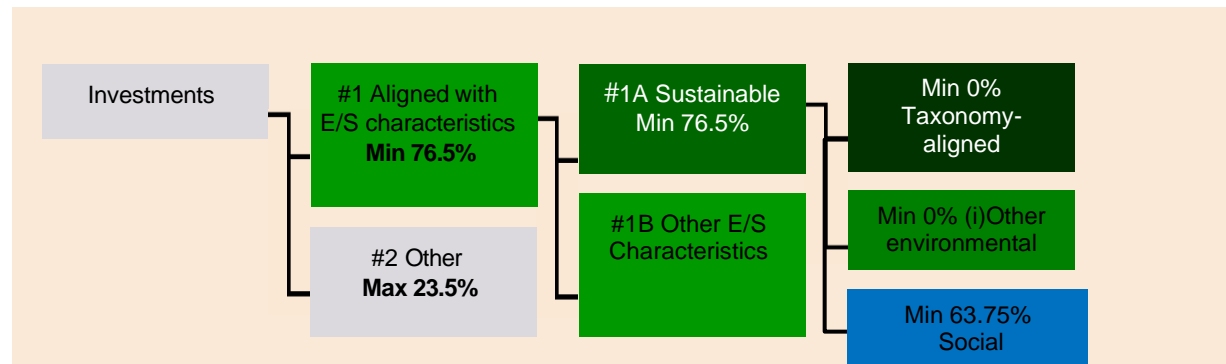 Investments
#1 Aligned with
E/S characteristics
Min 76.5%
#2 Other
Max 23.5%
#1A Sustainable
Min 76.5%
#1B Other E/S
Characteristics
Min 0%
Taxonomy-
aligned
Min 0% (i)Other
environmental
Min 63.75%
Social